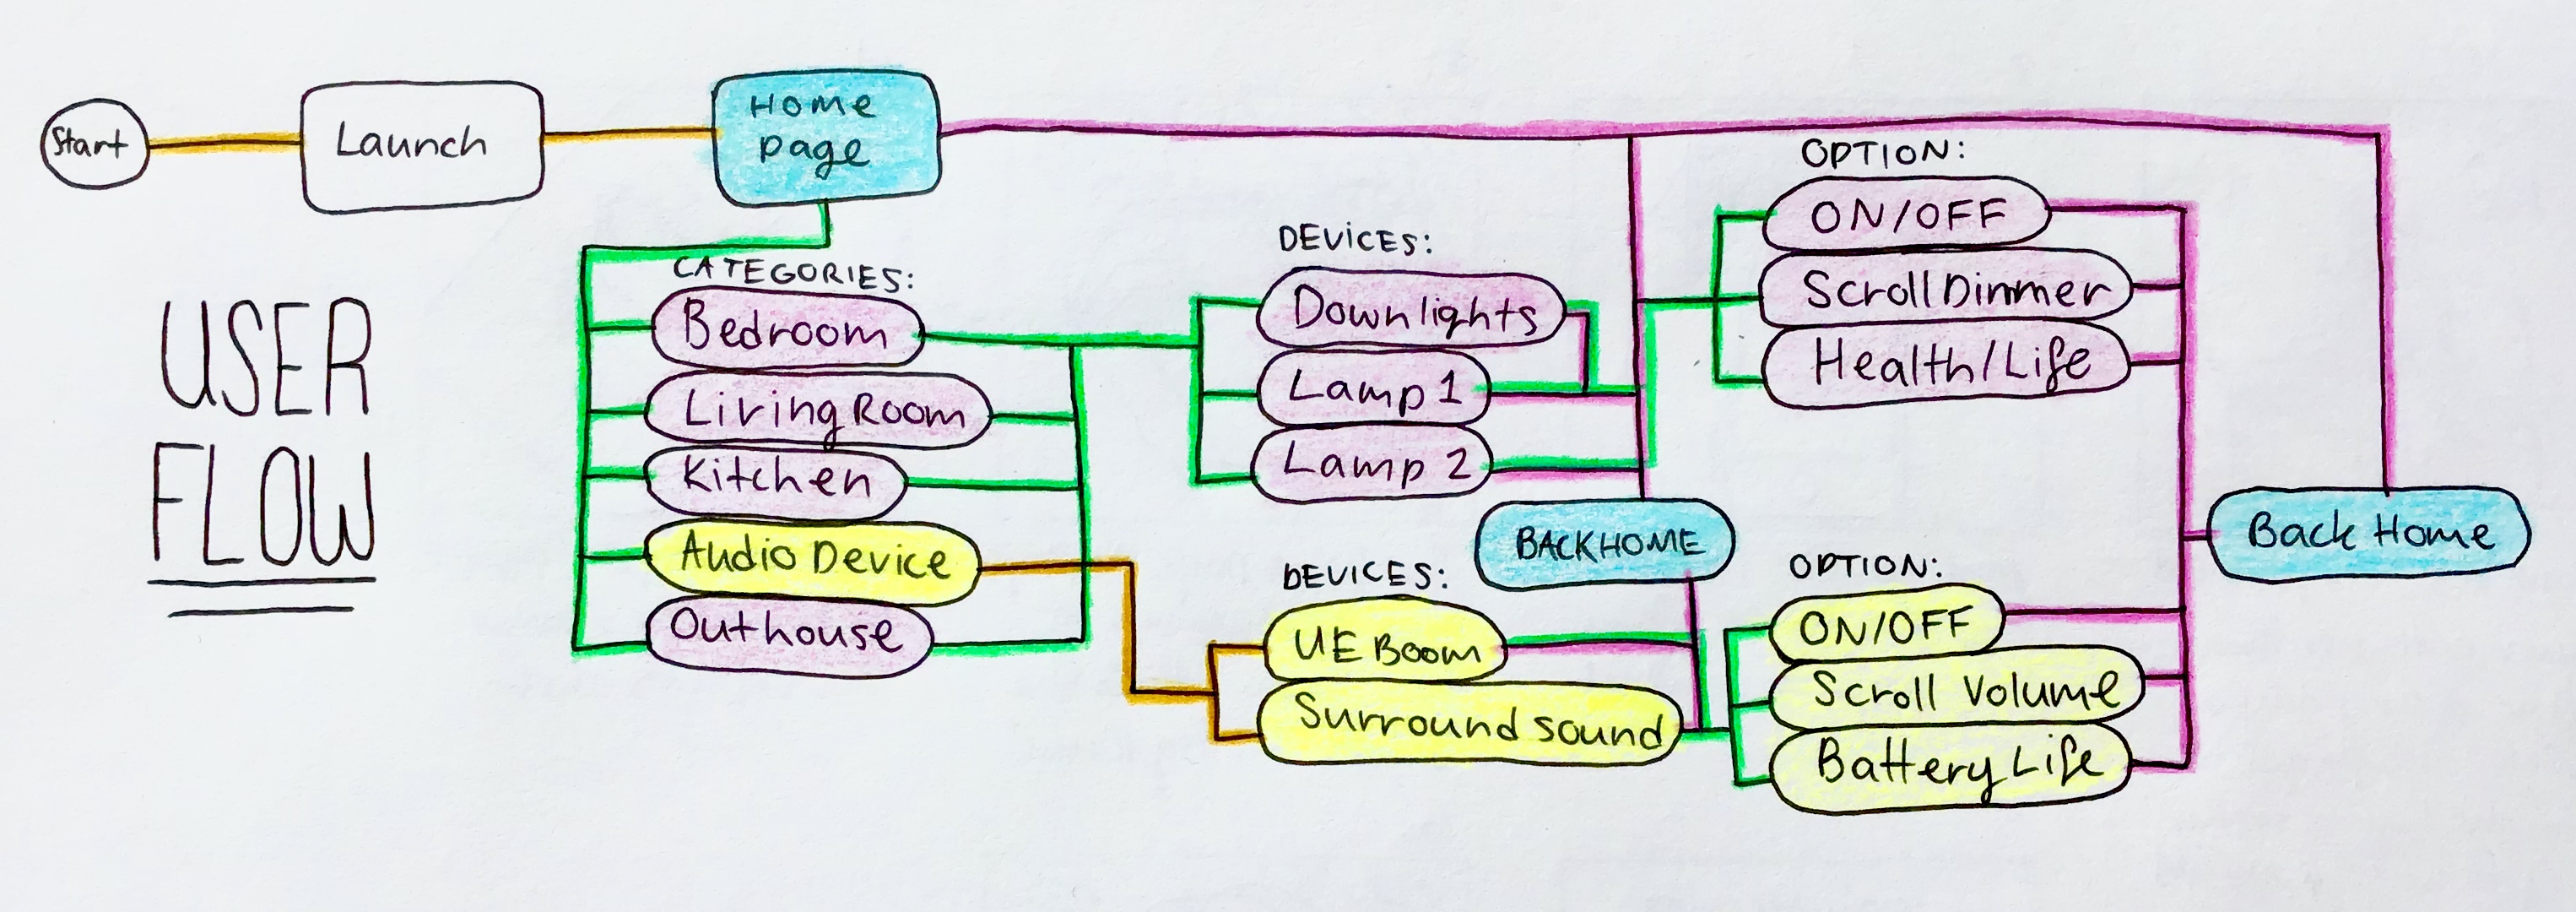 Start
Launch
Home
page
USER
FLOW
CATEGORIES:
Bedroom
Living Room
Kitchen
Audio Device
Outhouse
DEVICES:
Downlights
Lamp 1
Lamp 2
BACKHOME
DEVICES:
UE Boom
Surround sound
OPTION:
ON/OFF
Scroll Dimmer
Health/Life
OPTION:
ON/OFF
Scroll Volume
Battery Life
Back Home